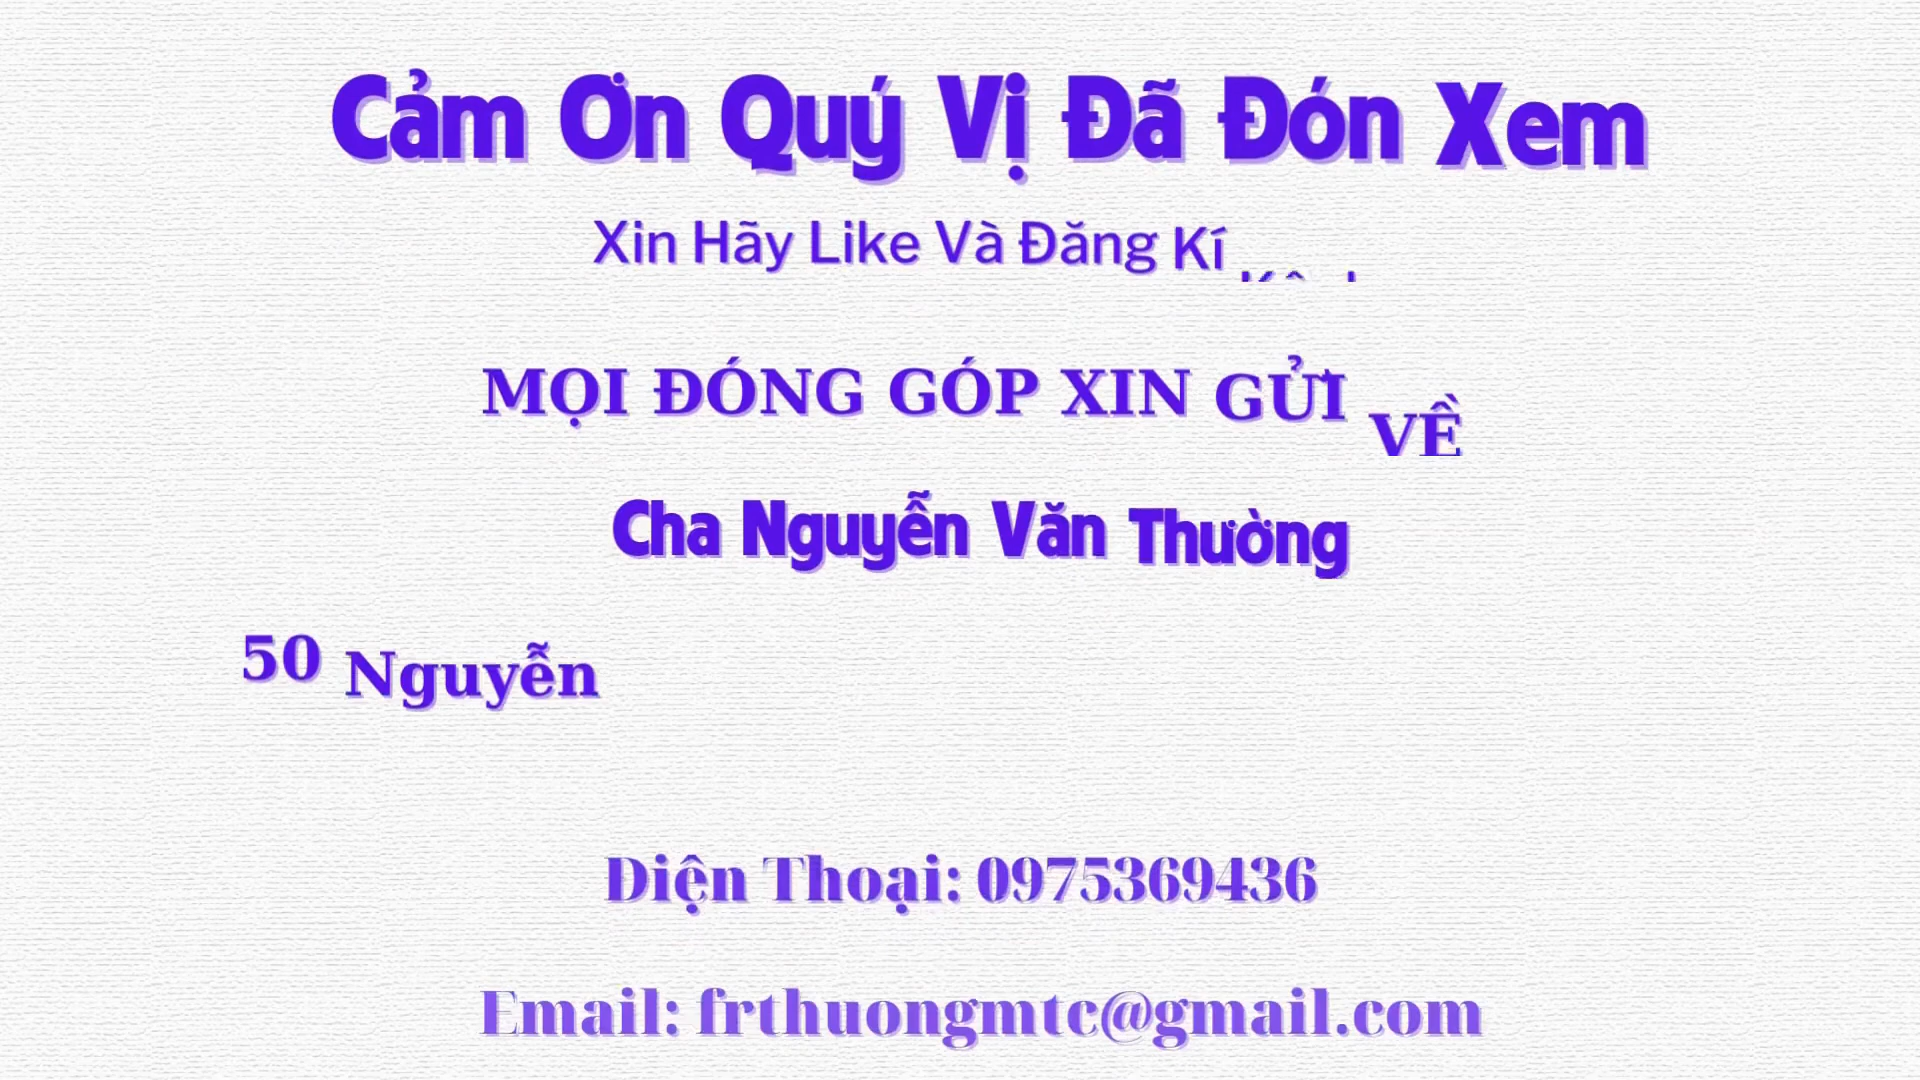 Cảm Ơn Quý Vị Đã Đón Xem
Xin Hãy Like Và Đăng Kí
MỌI ĐÓNG GÓP XIN GỬI VỀ
Cha Nguyễn Văn Thường
50 Nguyễn
Diện Thoại: 0975369436
Email: frthuongmtc@gmail.com